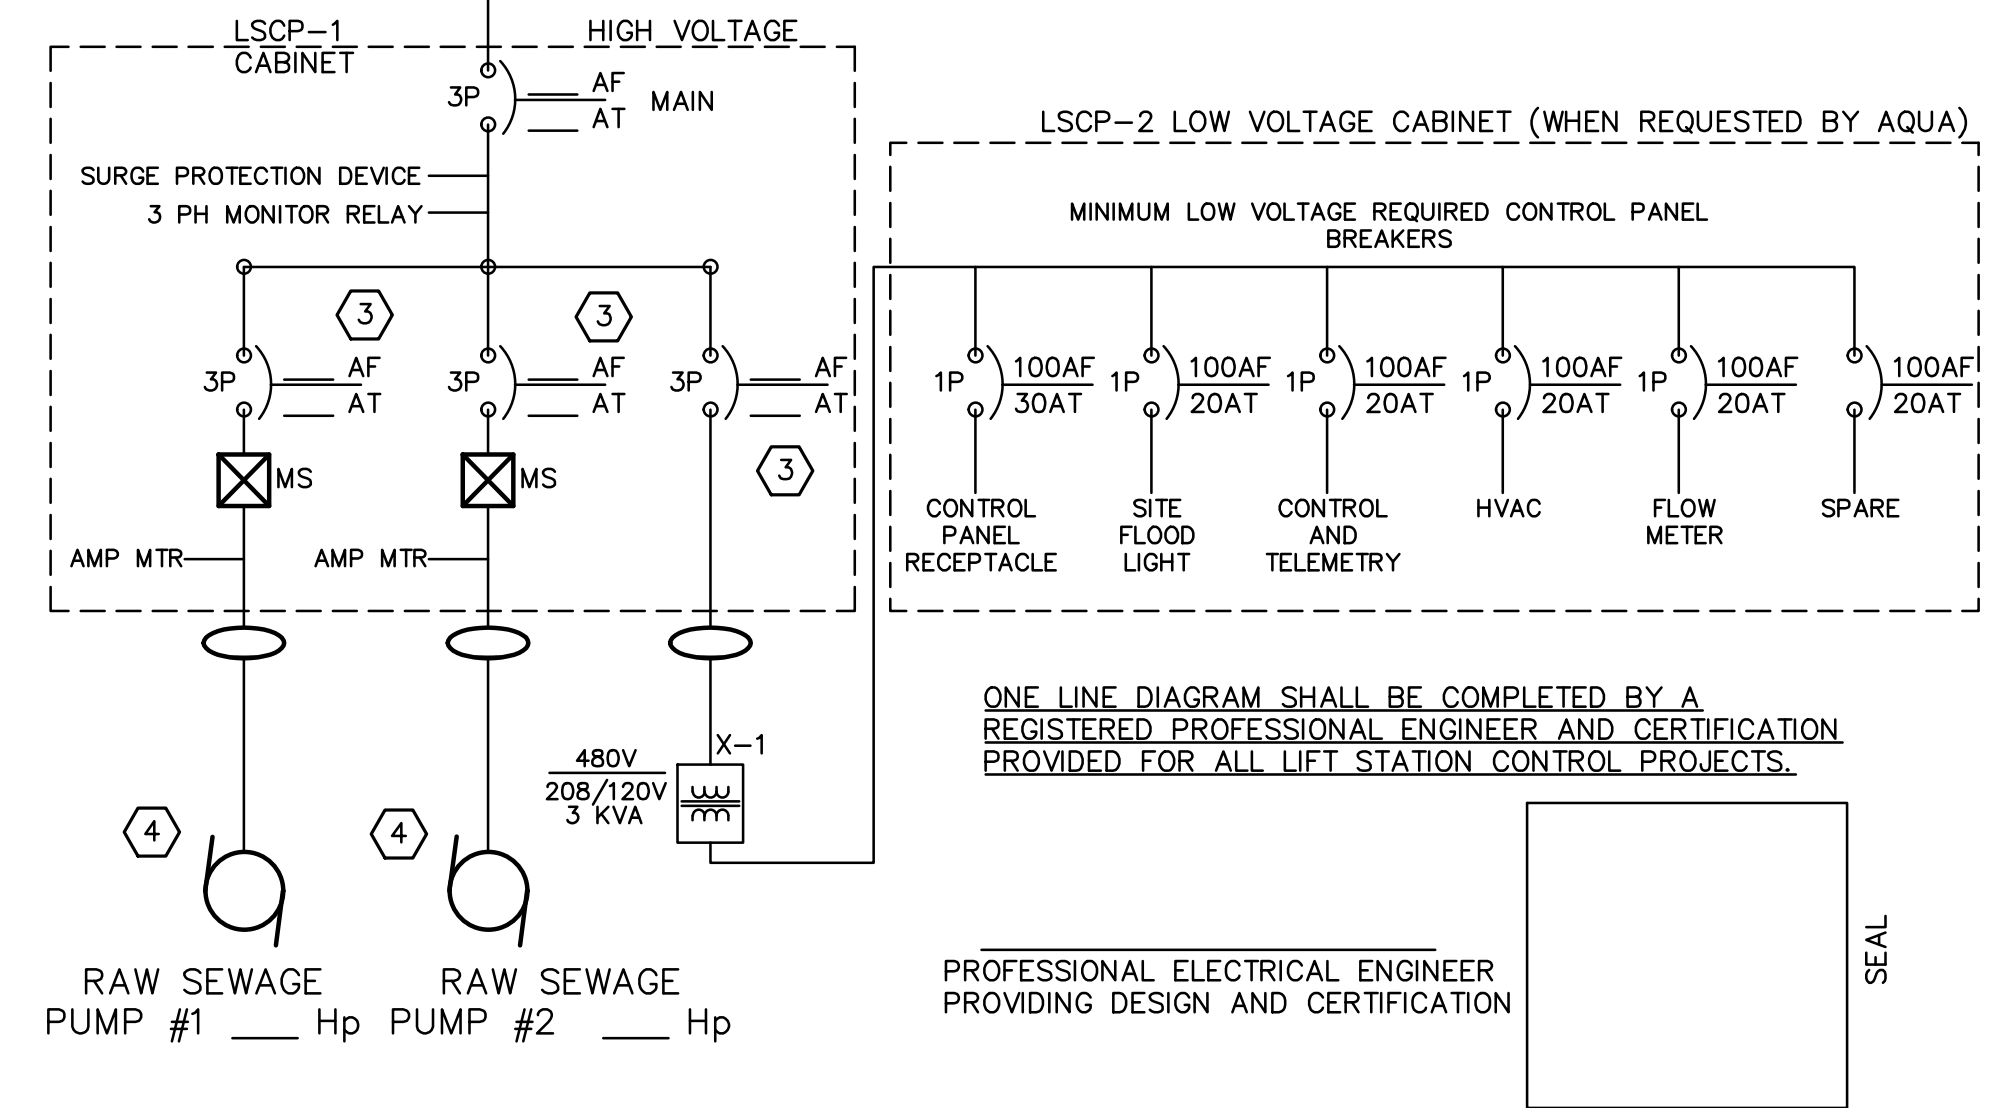 LSCP-1
CABINET
HIGH VOLTAGE
3P
AF
AT
MAIN
SURGE PROTECTION DEVICE
3 PH MONITOR RELAY
3
3
3P
AF
AT
3P
AF
AT
3P
AF
AT
3
MS
MS
AMP MTR
AMP MTR
LSCP-2 LOW VOLTAGE CABINET (WHEN REQUESTED BY AQUA)
MINIMUM LOW VOLTAGE REQUIRED CONTROL PANEL
BREAKERS
1P
100AF
30AT
1P
100AF
20AT
1P
100AF
20AT
1P
100AF
20AT
1P
100AF
20AT
100AF
20AT
CONTROL
PANEL
RECEPTACLE
SITE
FLOOD
LIGHT
CONTROL
AND
TELEMETRY
HVAC
FLOW
METER
SPARE
X-1
480V
208/120V
3 KVA
4
4
RAW SEWAGE
PUMP #1 ___ Hp
RAW SEWAGE
PUMP #2 ___ Hp
ONE LINE DIAGRAM SHALL BE COMPLETED BY A
REGISTERED PROFESSIONAL ENGINEER AND CERTIFICATION
PROVIDED FOR ALL LIFT STATION CONTROL PROJECTS.
PROFESSIONAL ELECTRICAL ENGINEER
PROVIDING DESIGN AND CERTIFICATION
SEAL